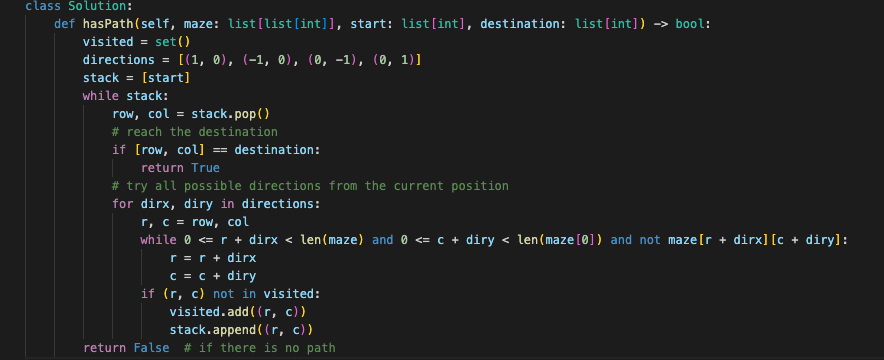 class Solution:
    def hasPath(self, maze: list[list[int]], start: list[int], destination: list[int]) -> bool:
        visited = set()
        directions = [(1, 0), (-1, 0), (0, -1), (0, 1)]
        stack = [start]
        while stack:
            row, col = stack.pop()
            # reach the destination
            if [row, col] == destination:
                return True
            # try all possible directions from the current position
            for dirx, diry in directions:
                r, c = row, col
                while 0 <= r + dirx < len(maze) and 0 <= c + diry < len(maze[0]) and not maze[r + dirx][c + diry]:
                    r = r + dirx
                    c = c + diry
                if (r, c) not in visited:
                    visited.add((r, c))
                    stack.append((r, c))
        return False  # if there is no path